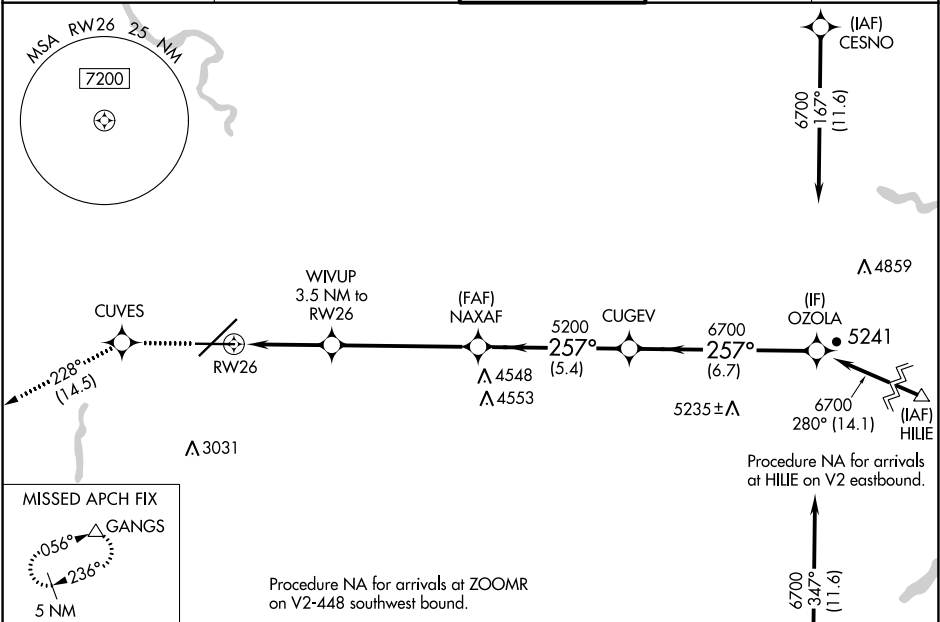 MSA RW26 25 NM
7200
(IAF)
CESNO
6700
167°
(11.6)
4859
WIVUP
3.5 NM to
RW26
(FAF)
NAXAF
CUGEV
(IF)
OZOLA
CUVES
5241
5200
257°
(5.4)
6700
257°
(6.7)
RW26
228°
(14.5)
4548
4553
5235±
6700
280° (14.1)
(IAF)
HILIE
3031
Procedure NA for arrivals
at HILIE on V2 eastbound.
MISSED APCH FIX
GANGS
056°
236°
5 NM
Procedure NA for arrivals at ZOOMR
on V2-448 southwest bound.
6700
347°
(11.6)